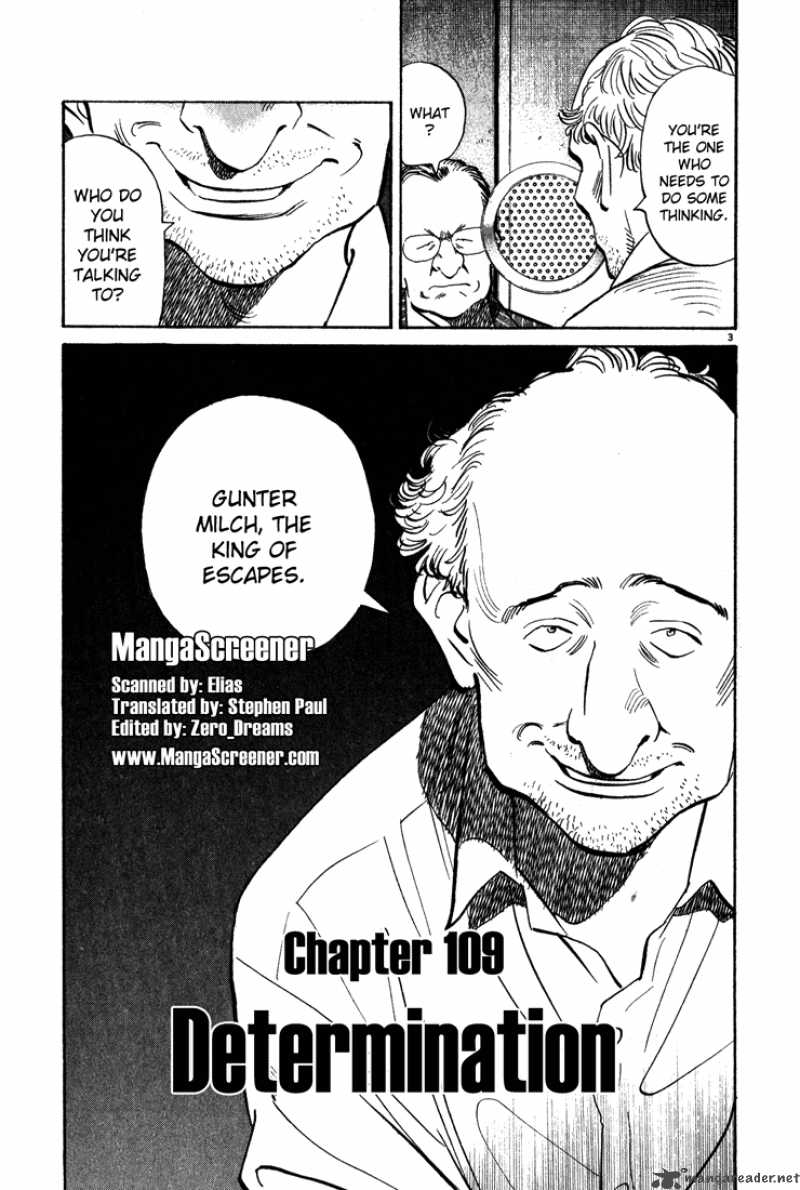 YOU'RE
THE ONE
WHO
NEEDS TO
DO SOME
THINKING.
WHAT
?
WHO DO
YOU
THINK
YOU'RE
TALKING
TO?
3
GUNTER
MILCH, THE
KING OF
ESCAPES.
MangaScreener
Scanned by: Elias
Translated by: Stephen Paul
Edited by: Zero_Dreams
www.MangaScreener.com
Chapter 109
Determination
mangareader.net